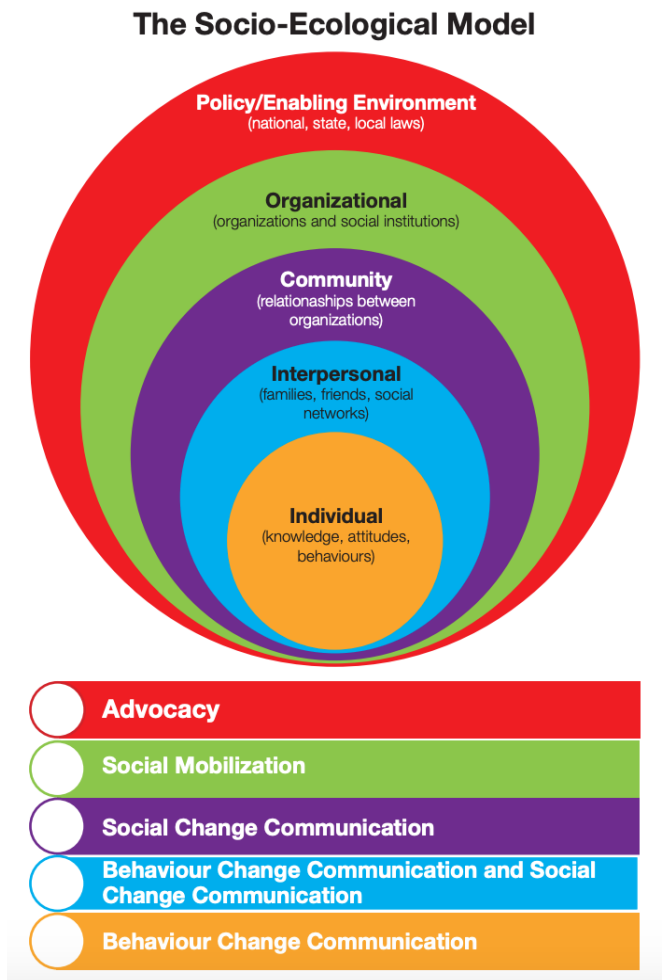 The Socio-Ecological Model
Policy/Enabling Environment
(national, state, local laws)
Organizational
(organizations and social institutions)
Community
(relationships between
organizations)
Interpersonal
(families, friends, social
networks)
Individual
(knowledge, attitudes,
behaviours)
Advocacy
Social Mobilization
Social Change Communication
Behaviour Change Communication and Social
Change Communication
Behaviour Change Communication